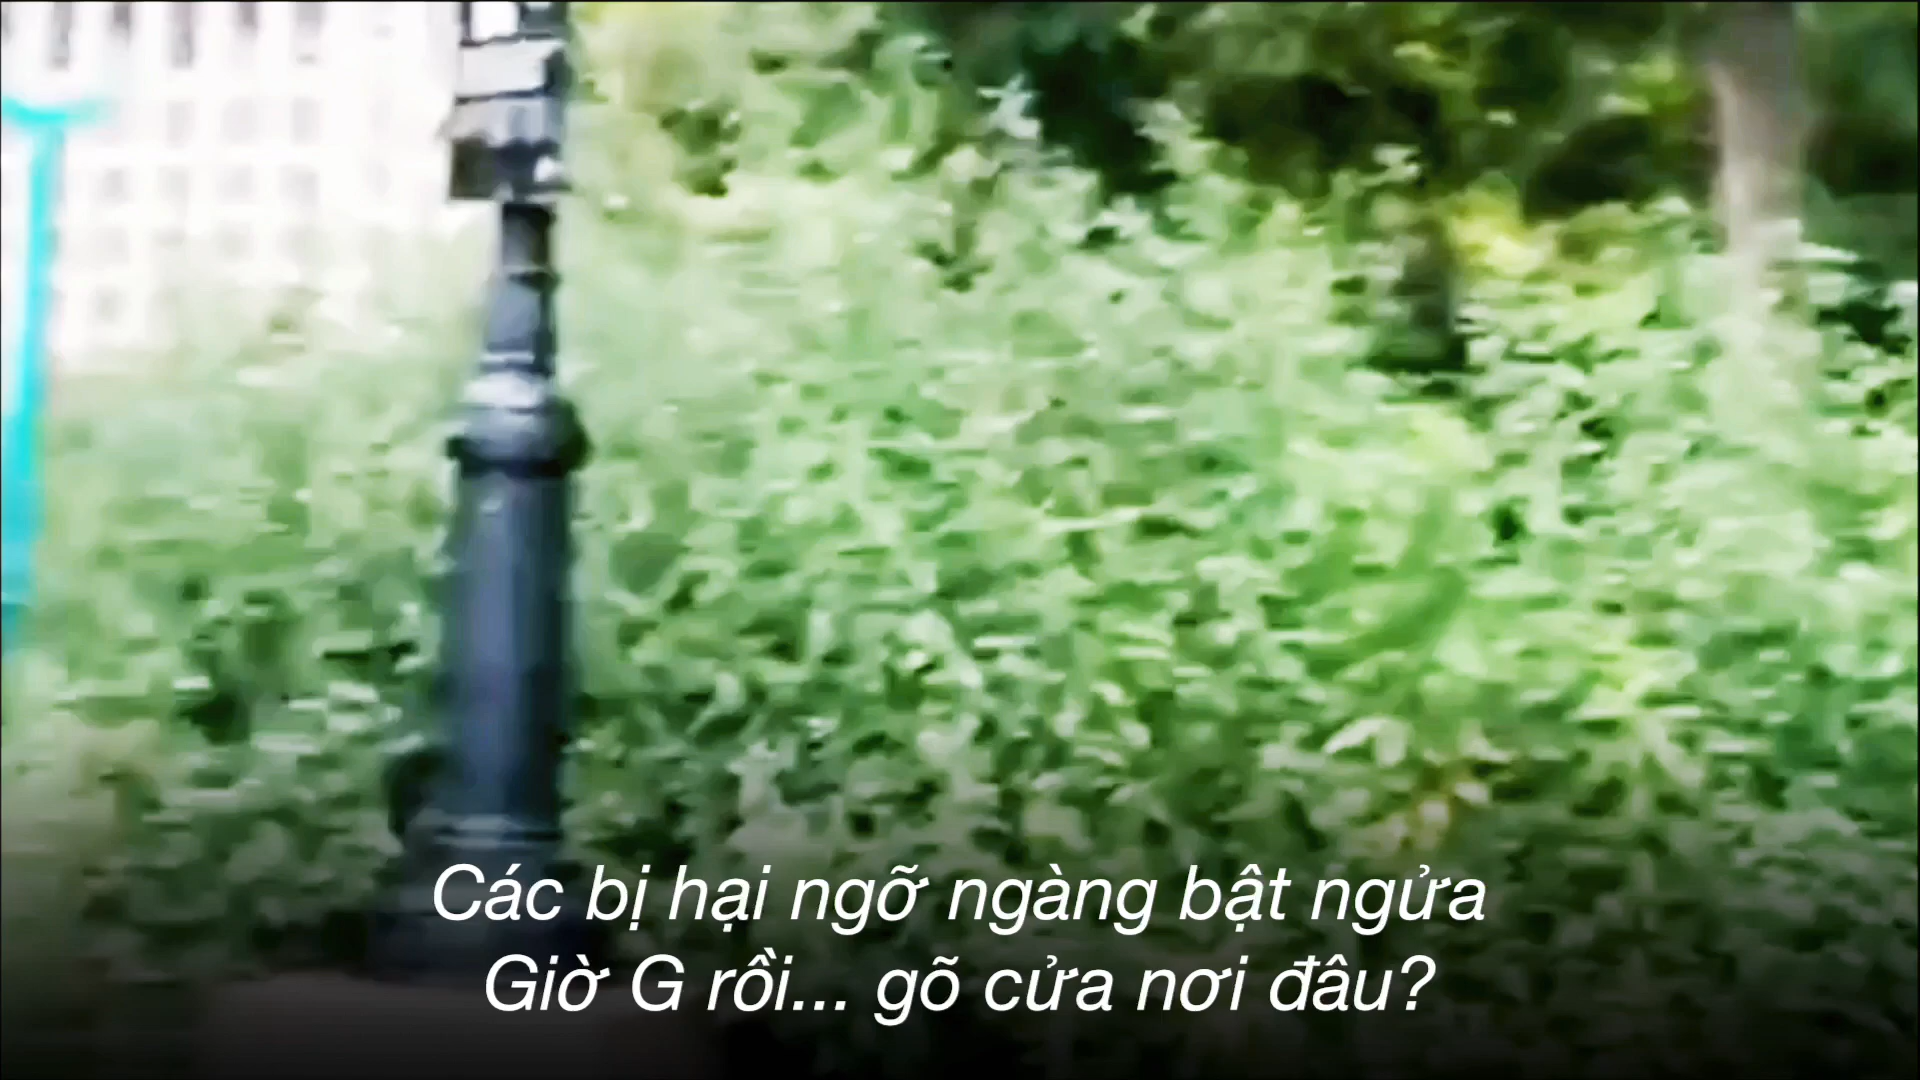 Các bị hại ngỡ ngàng bật ngửa
Giờ G rồi... gõ cửa nơi đâu?